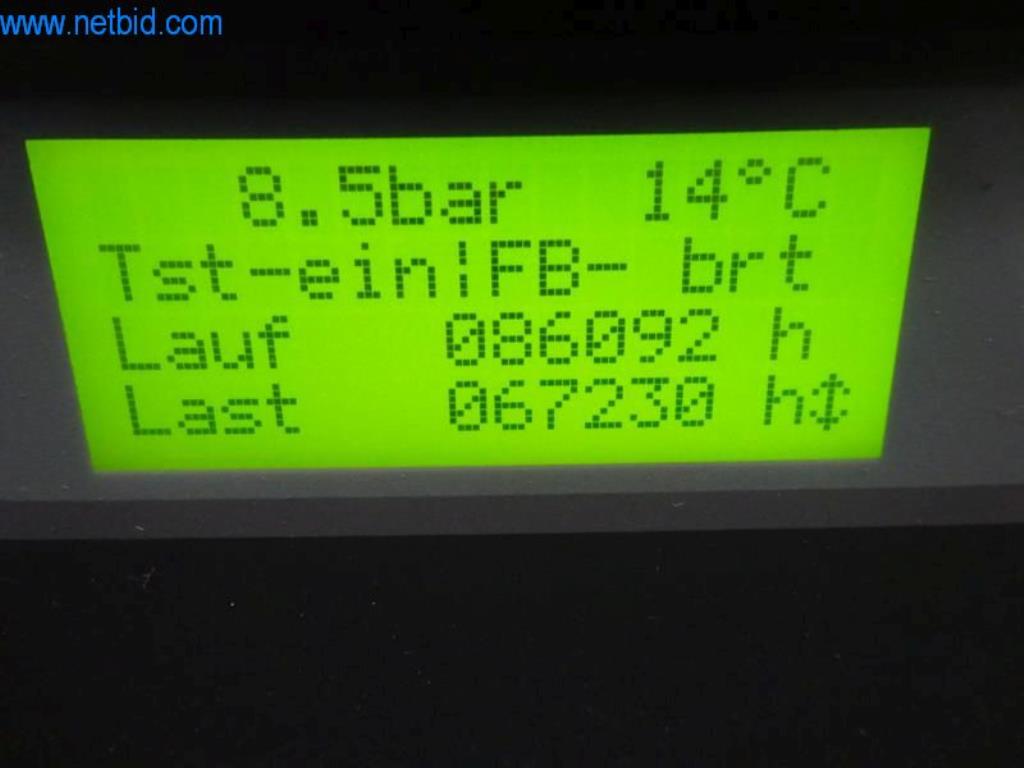 www.netbid.com
8.5bar 14°C
Tst-ein|FB- brt
Lauf 086092 h
Last 067230 h↕